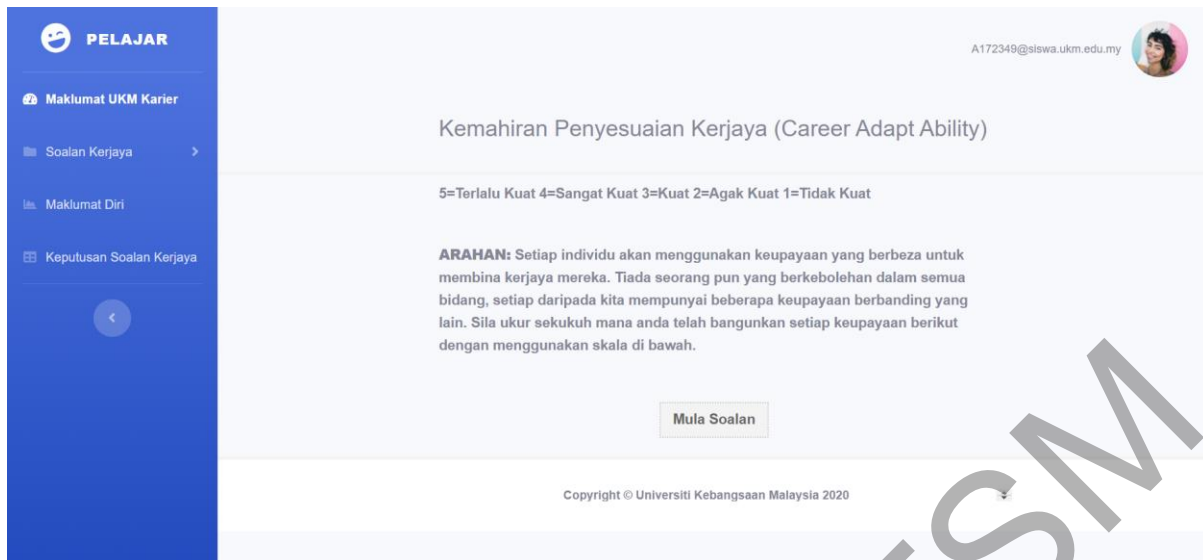 PELAJAR
A172349@siswa.ukm.edu.my
Maklumat UKM Karier
Soalan Kerjaya
Maklumat Diri
Keputusan Soalan Kerjaya
Kemahiran Penyesuaian Kerjaya (Career Adapt Ability)
5=Terlalu Kuat 4=Sangat Kuat 3=Kuat 2=Agak Kuat 1=Tidak Kuat
ARAHAN: Setiap individu akan menggunakan keupayaan yang berbeza untuk
membina kerjaya mereka. Tiada seorang pun yang berkebolehan dalam semua
bidang, setiap daripada kita mempunyai beberapa keupayaan berbanding yang
lain. Sila ukur sekukuh mana anda telah bangunkan setiap keupayaan berikut
dengan menggunakan skala di bawah.
Mula Soalan
Copyright © Universiti Kebangsaan Malaysia 2020
SM